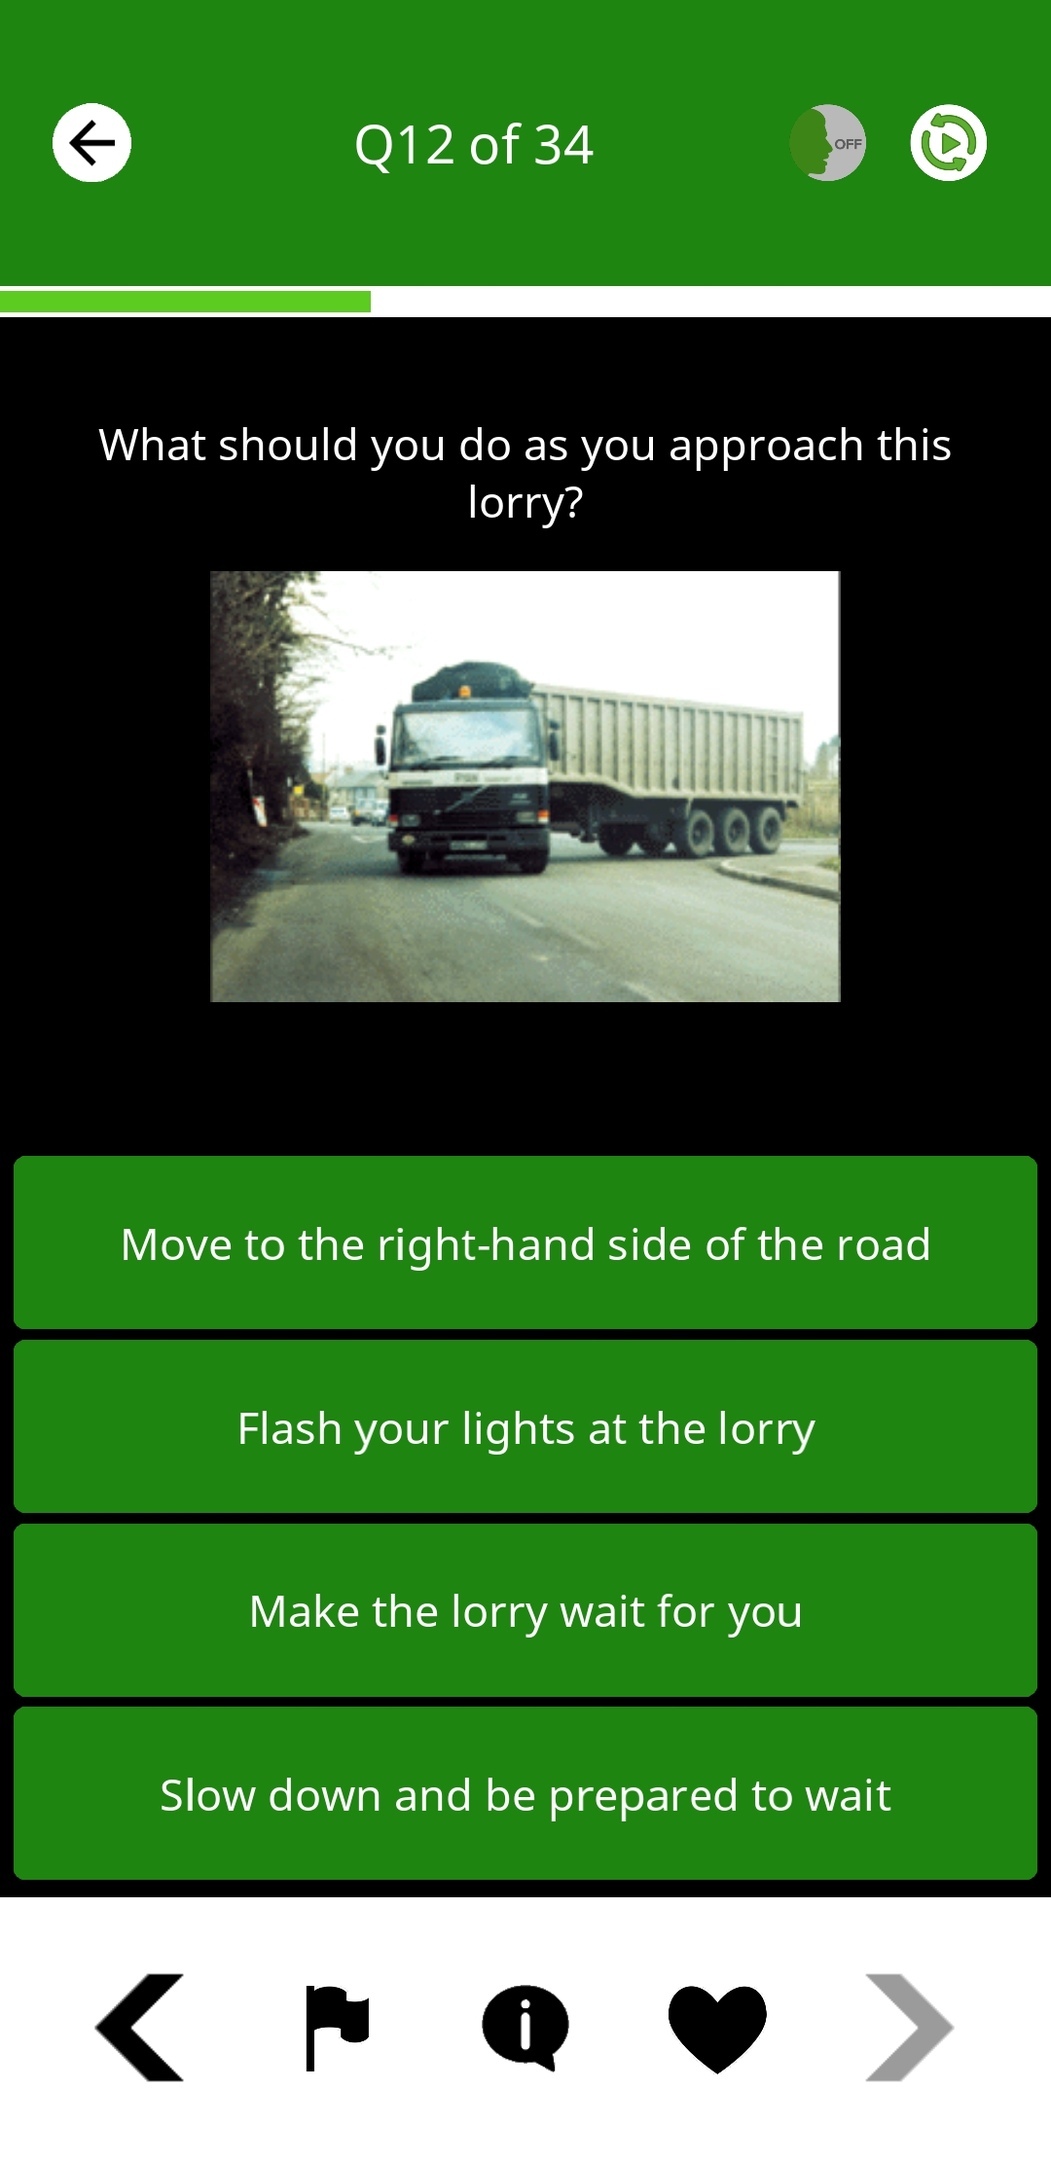 Q12 of 34
OFF
What should you do as you approach this
lorry?
Move to the right-hand side of the road
Flash your lights at the lorry
Make the lorry wait for you
Slow down and be prepared to wait